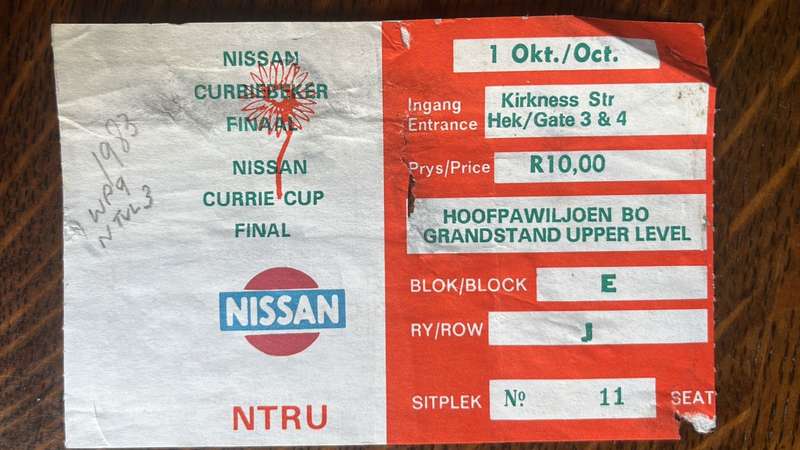 1983
WP 9
N TVL 3
NISSAN
CURRIEBEKER
FINAAL
NISSAN
CURRIE CUP
FINAL
NISSAN
NTRU
1 Okt./Oct.
Ingang
Entrance
Kirkness Str
Hek/Gate 3 & 4
Prys/Price R10,00
HOOFPAWILJOEN BO
GRANDSTAND UPPER LEVEL
BLOK/BLOCK E
RY/ROW J
SITPLEK No 11 SEAT